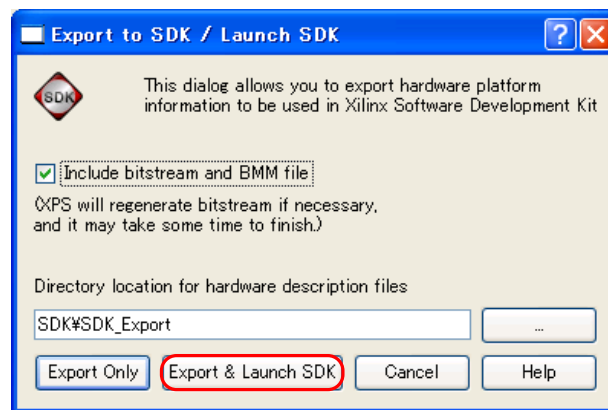 Export to SDK / Launch SDK
?
SDK
This dialog allows you to export hardware platform
information to be used in Xilinx Software Development Kit
Include bitstream and BMM file
(XPS will regenerate bitstream if necessary,
and it may take some time to finish.)
Directory location for hardware description files
SDK¥SDK_Export
...
Export Only Export & Launch SDK Cancel Help